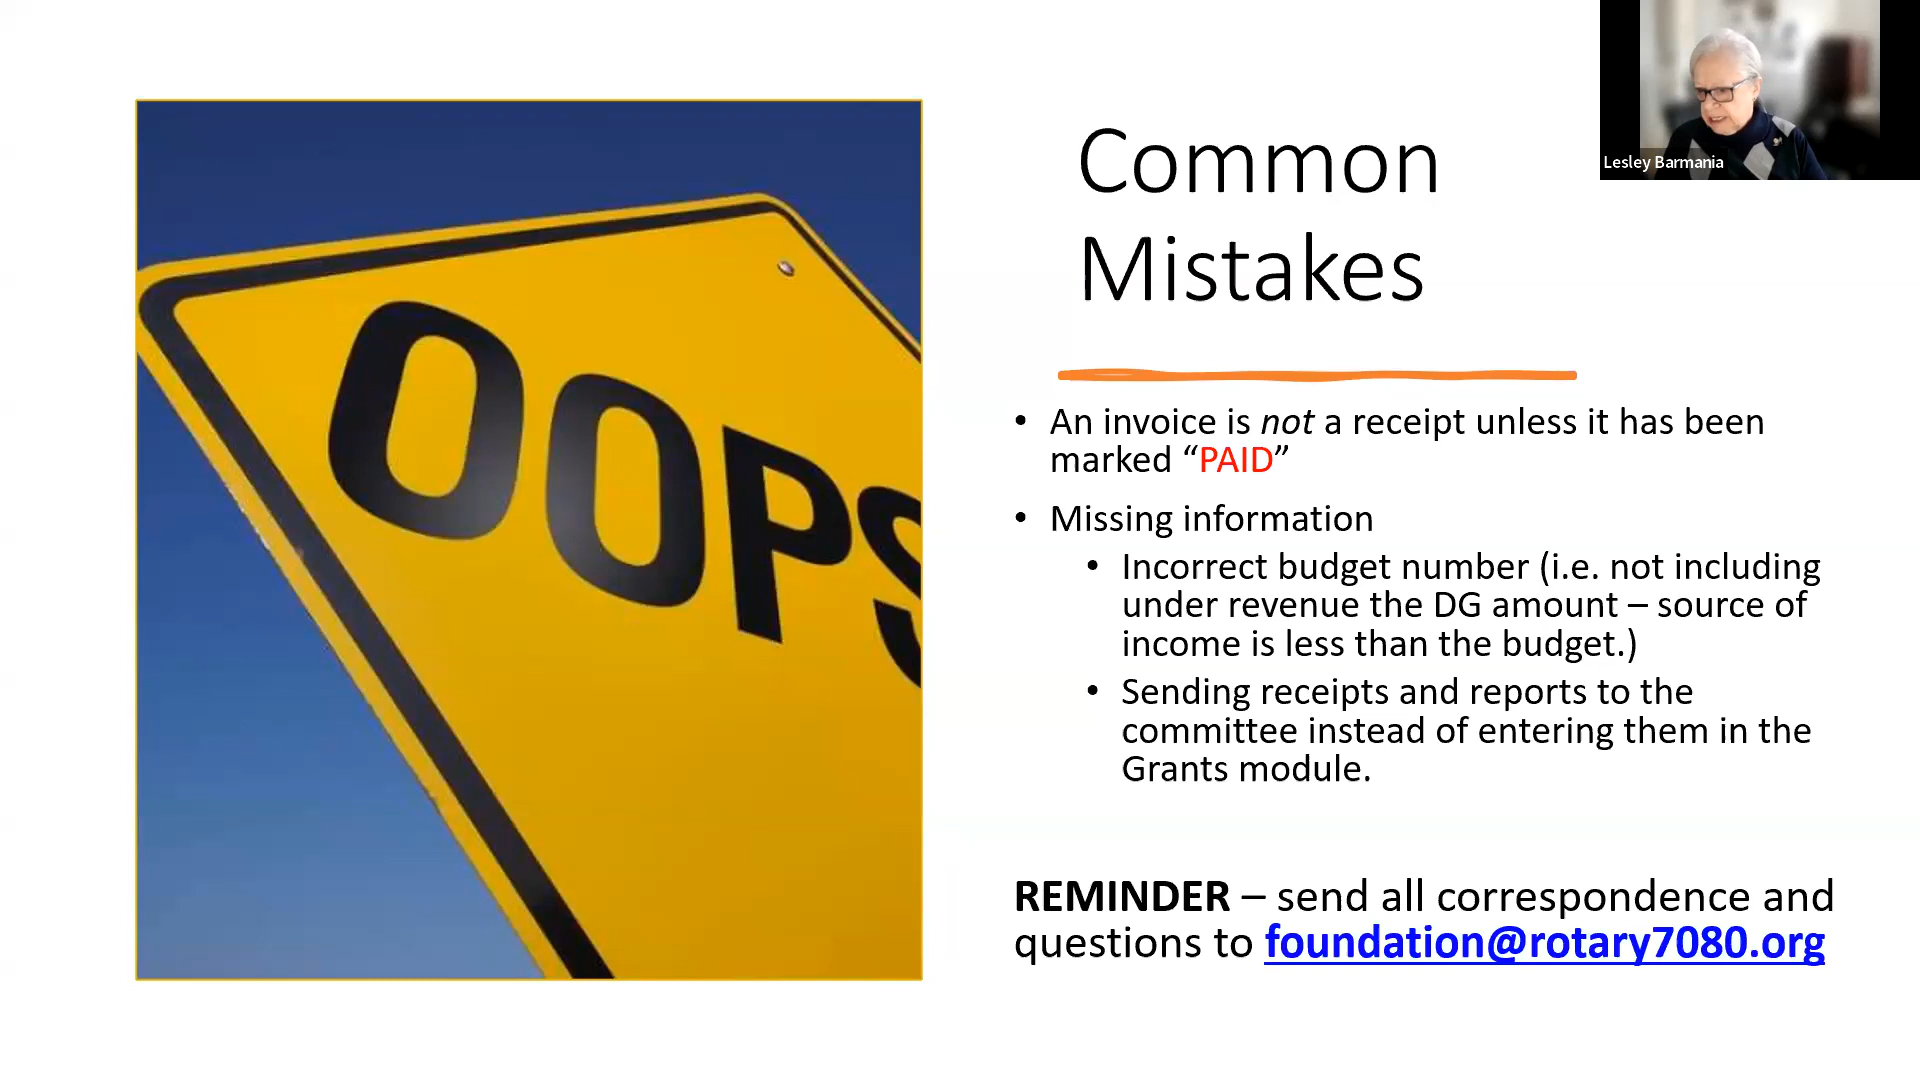 Lesley Barmania
OOPS
Common
Mistakes
• An invoice is not a receipt unless it has been
marked “PAID”
• Missing information
• Incorrect budget number (i.e. not including
under revenue the DG amount – source of
income is less than the budget.)
• Sending receipts and reports to the
committee instead of entering them in the
Grants module.
REMINDER – send all correspondence and
questions to foundation@rotary7080.org